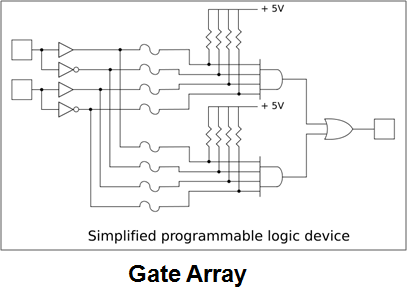 + 5V
+ 5V
Simplified programmable logic device
Gate Array